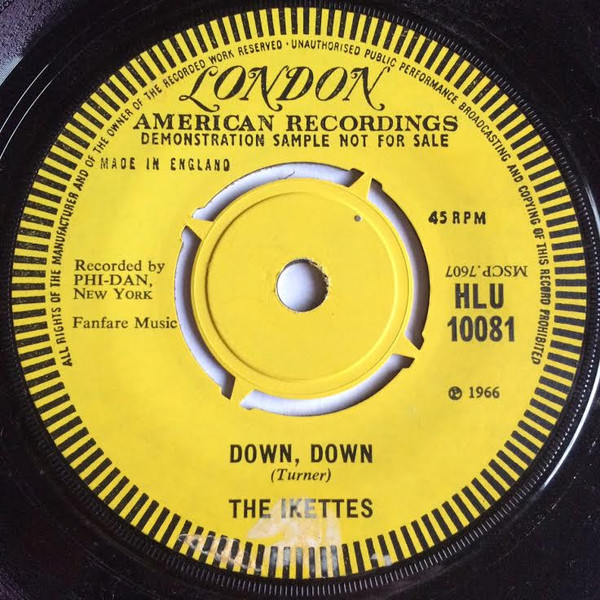 ALL RIGHTS OF THE MANUFACTURER AND OF THE OWNER OF THE RECORDED WORK RESERVED · UNAUTHORISED PUBLIC PERFORMANCE BROADCASTING AND COPYING OF THIS RECORD PROHIBITED
LONDON
AMERICAN RECORDINGS
DEMONSTRATION SAMPLE NOT FOR SALE
MADE IN ENGLAND
45 RPM
Recorded by
PHI-DAN,
NEW YORK
Fanfare Music
MSCP.7607
HLU
10081
℗ 1966
DOWN, DOWN
(Turner)
THE IKETTES